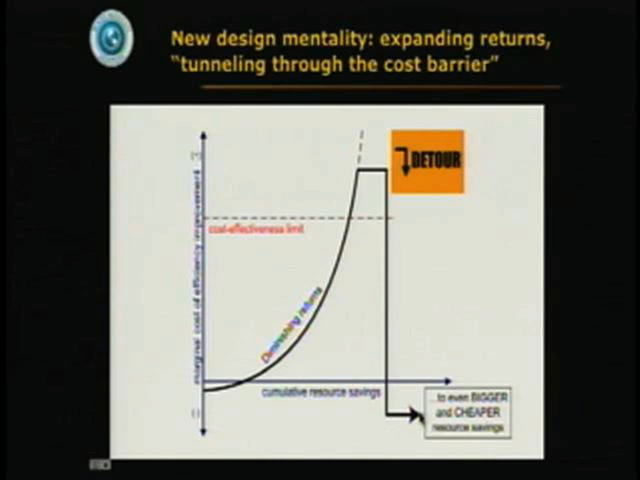 New design mentality: expanding returns,
“tunneling through the cost barrier”
DETOUR
cost-effectiveness limit
marginal cost of efficiency improvement
Diminishing returns
cumulative resource savings
...to even BIGGER
and CHEAPER
resource savings